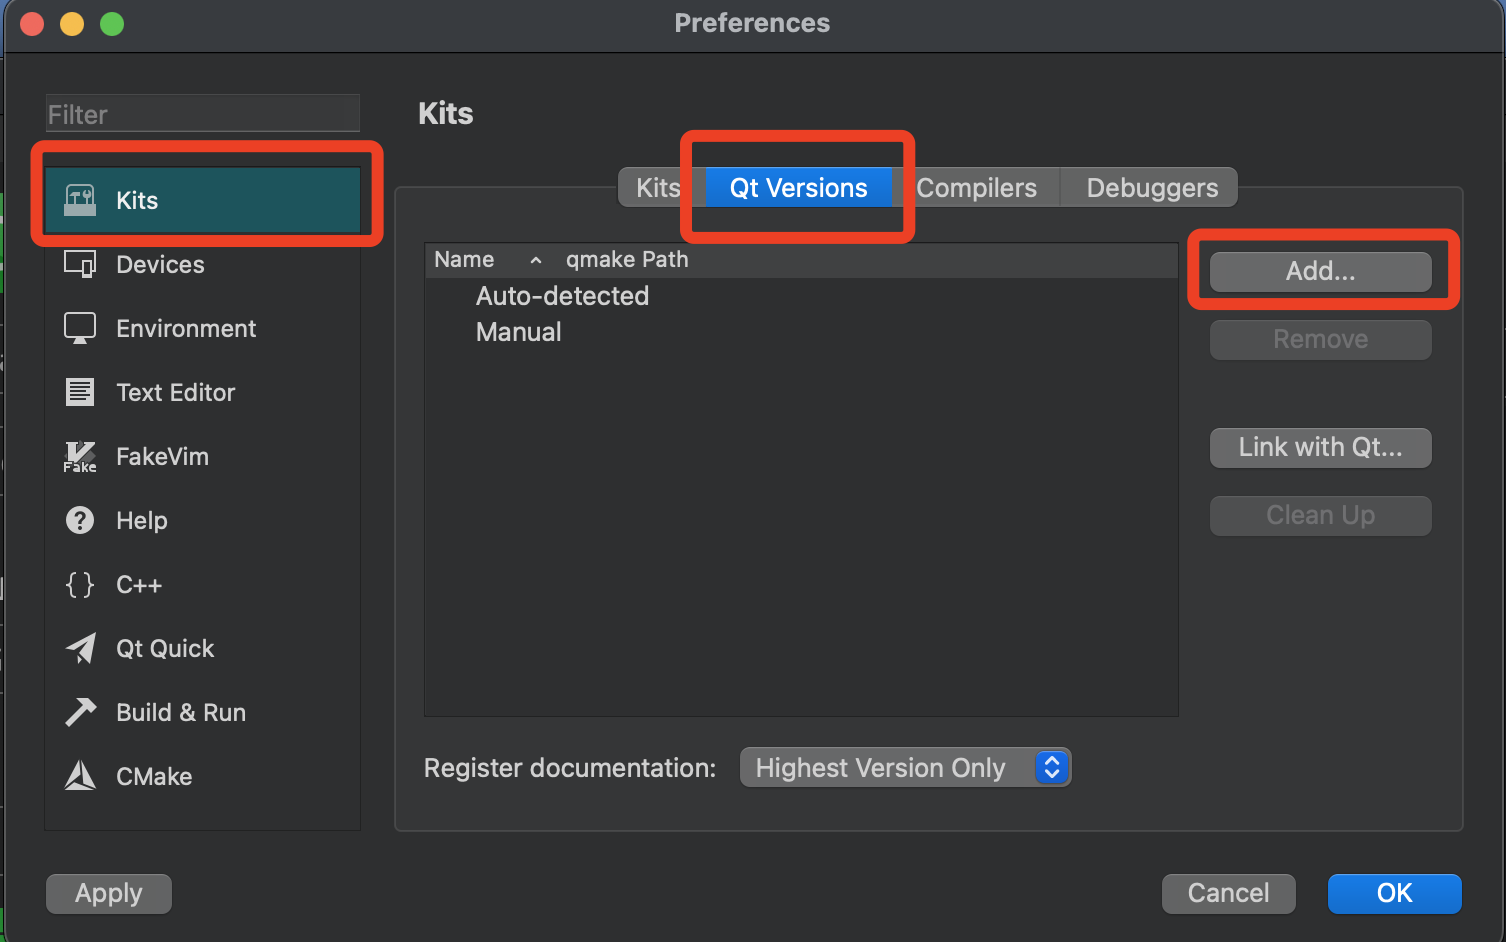 Preferences
Filter
Kits
Devices
Environment
Text Editor
Fake
FakeVim
Help
C++
Qt Quick
Build & Run
CMake
Kits
Kits Qt Versions Compilers Debuggers
Name qmake Path
Auto-detected
Manual
Add...
Remove
Link with Qt...
Clean Up
Register documentation: Highest Version Only
Apply
Cancel
OK